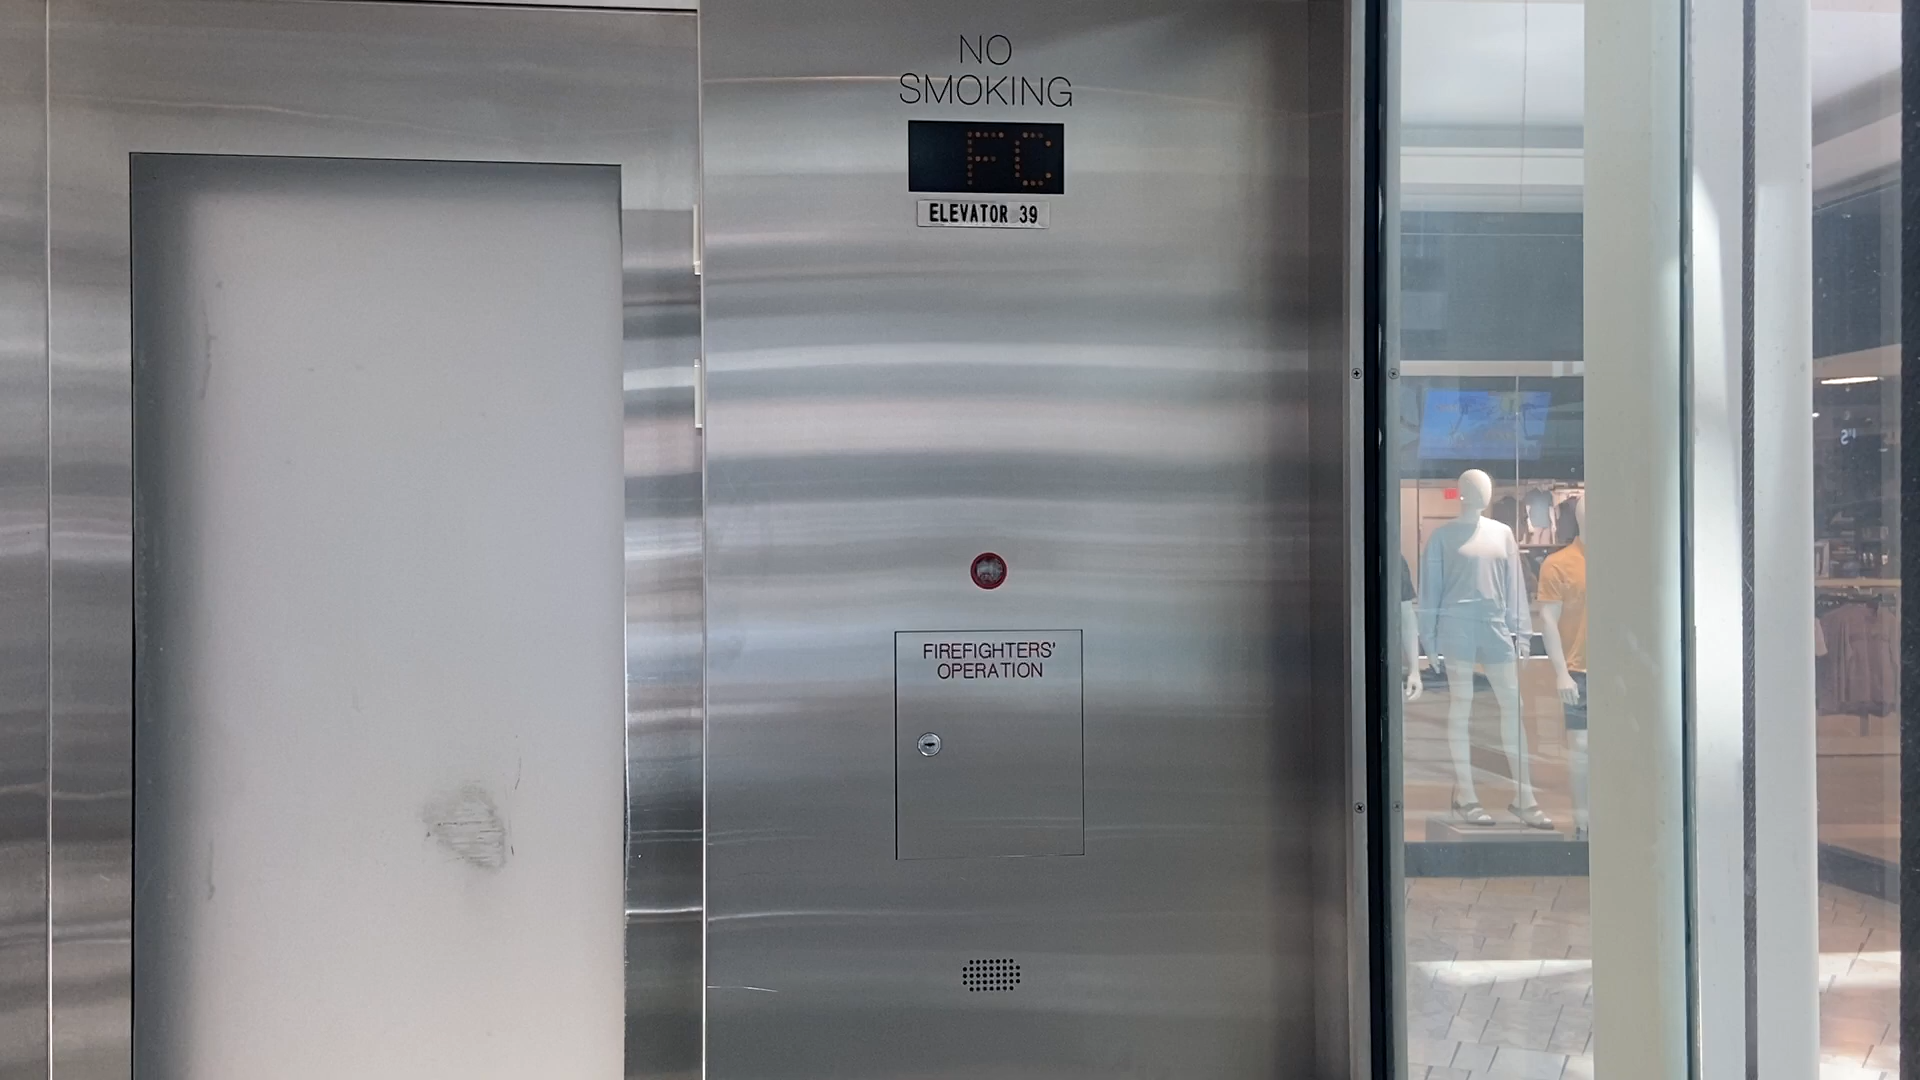 NO
SMOKING
FC
ELEVATOR 39
FIREFIGHTERS'
OPERATION